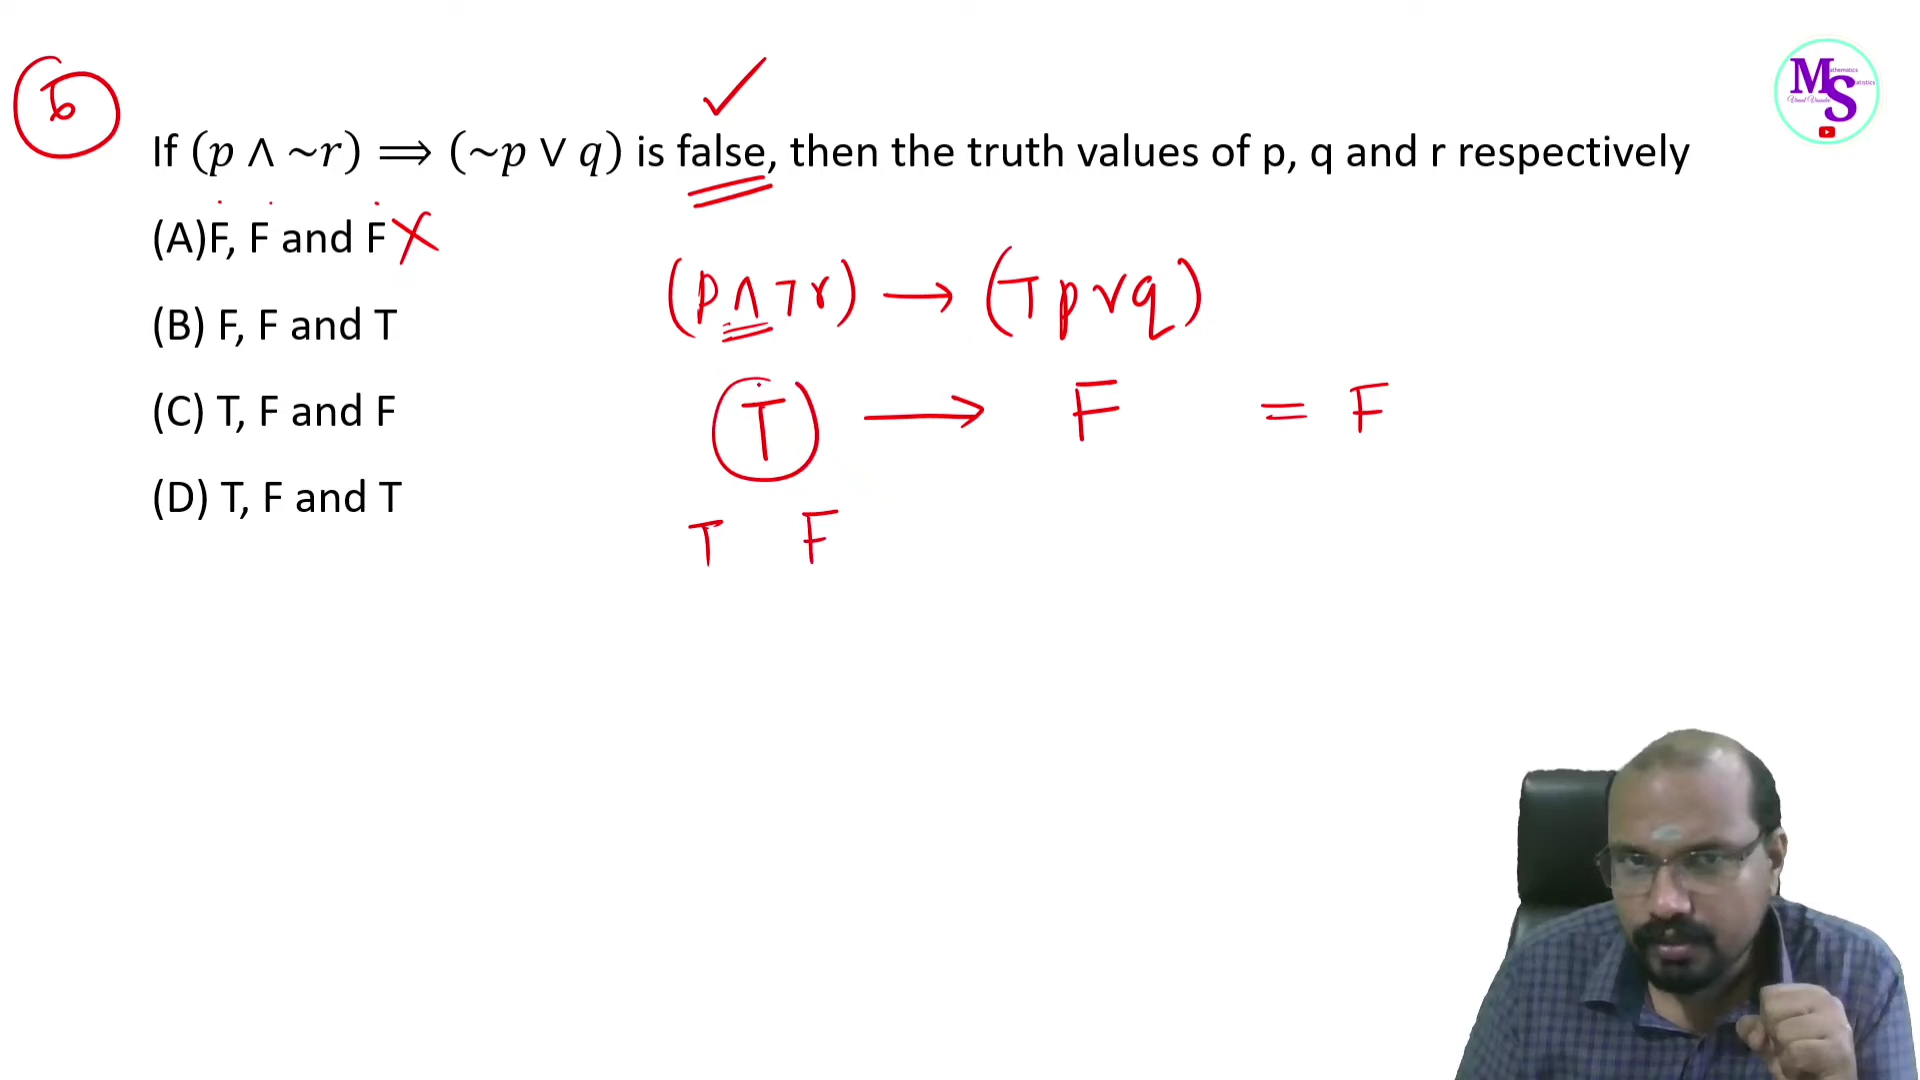 6
If (p ∧ ~r) ⟹ (~p ∨ q) is false, then the truth values of p, q and r respectively
(A)F, F and F
(B) F, F and T
(C) T, F and F
(D) T, F and T
(p ∧ ¬r) → (¬p ∨ q)
T → F = F
T F
MS